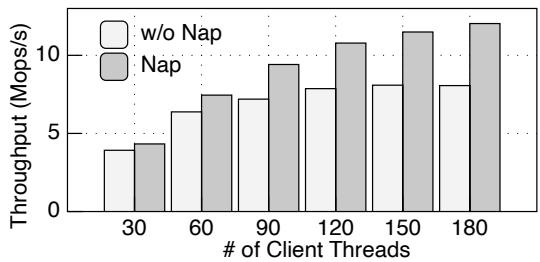 Throughput (Mops/s)
10
5
0
w/o Nap
Nap
30 60 90 120 150 180
# of Client Threads